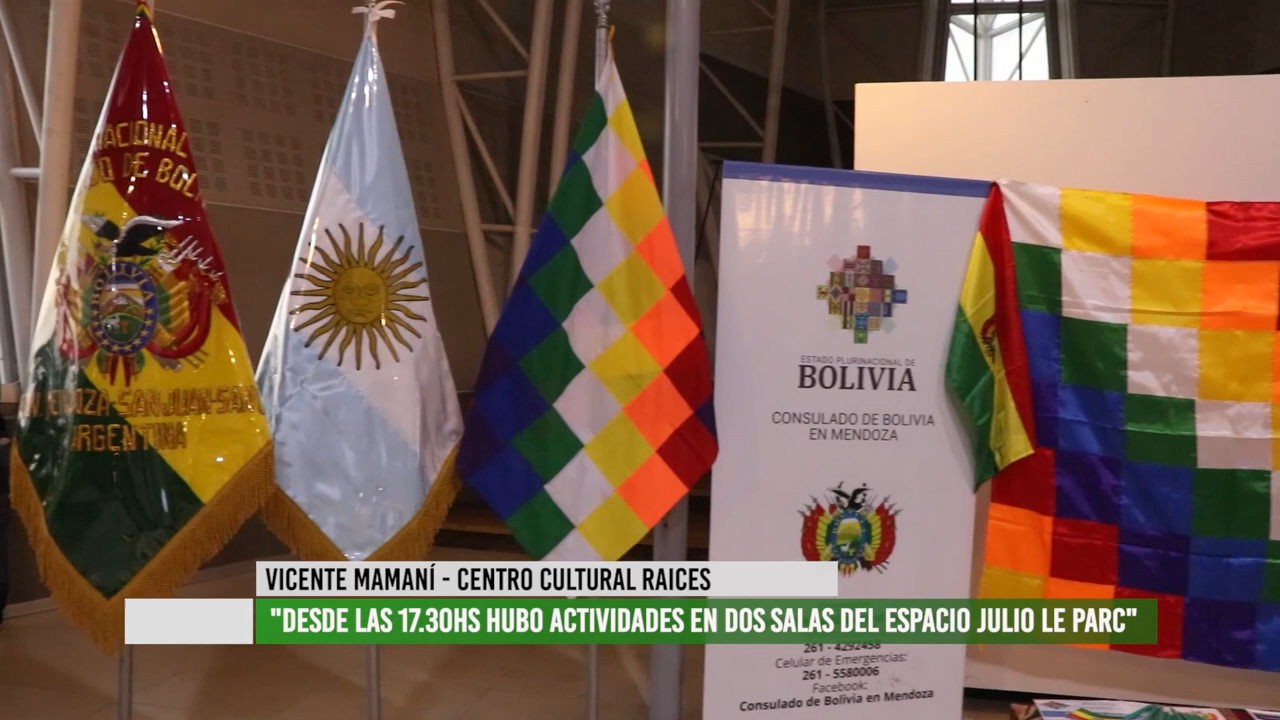 ACIONAL
O DE BOL
BOLIVIA
SAN JUAN-SAN
ARGENTINA
ESTADO PLURINACIONAL DE
BOLIVIA
CONSULADO DE BOLIVIA
EN MENDOZA
VICENTE MAMANÍ - CENTRO CULTURAL RAICES
"DESDE LAS 17.30HS HUBO ACTIVIDADES EN DOS SALAS DEL ESPACIO JULIO LE PARC"
261 - 4292458
Celular de Emergencias:
261 - 5580006
Facebook:
Consulado de Bolivia en Mendoza